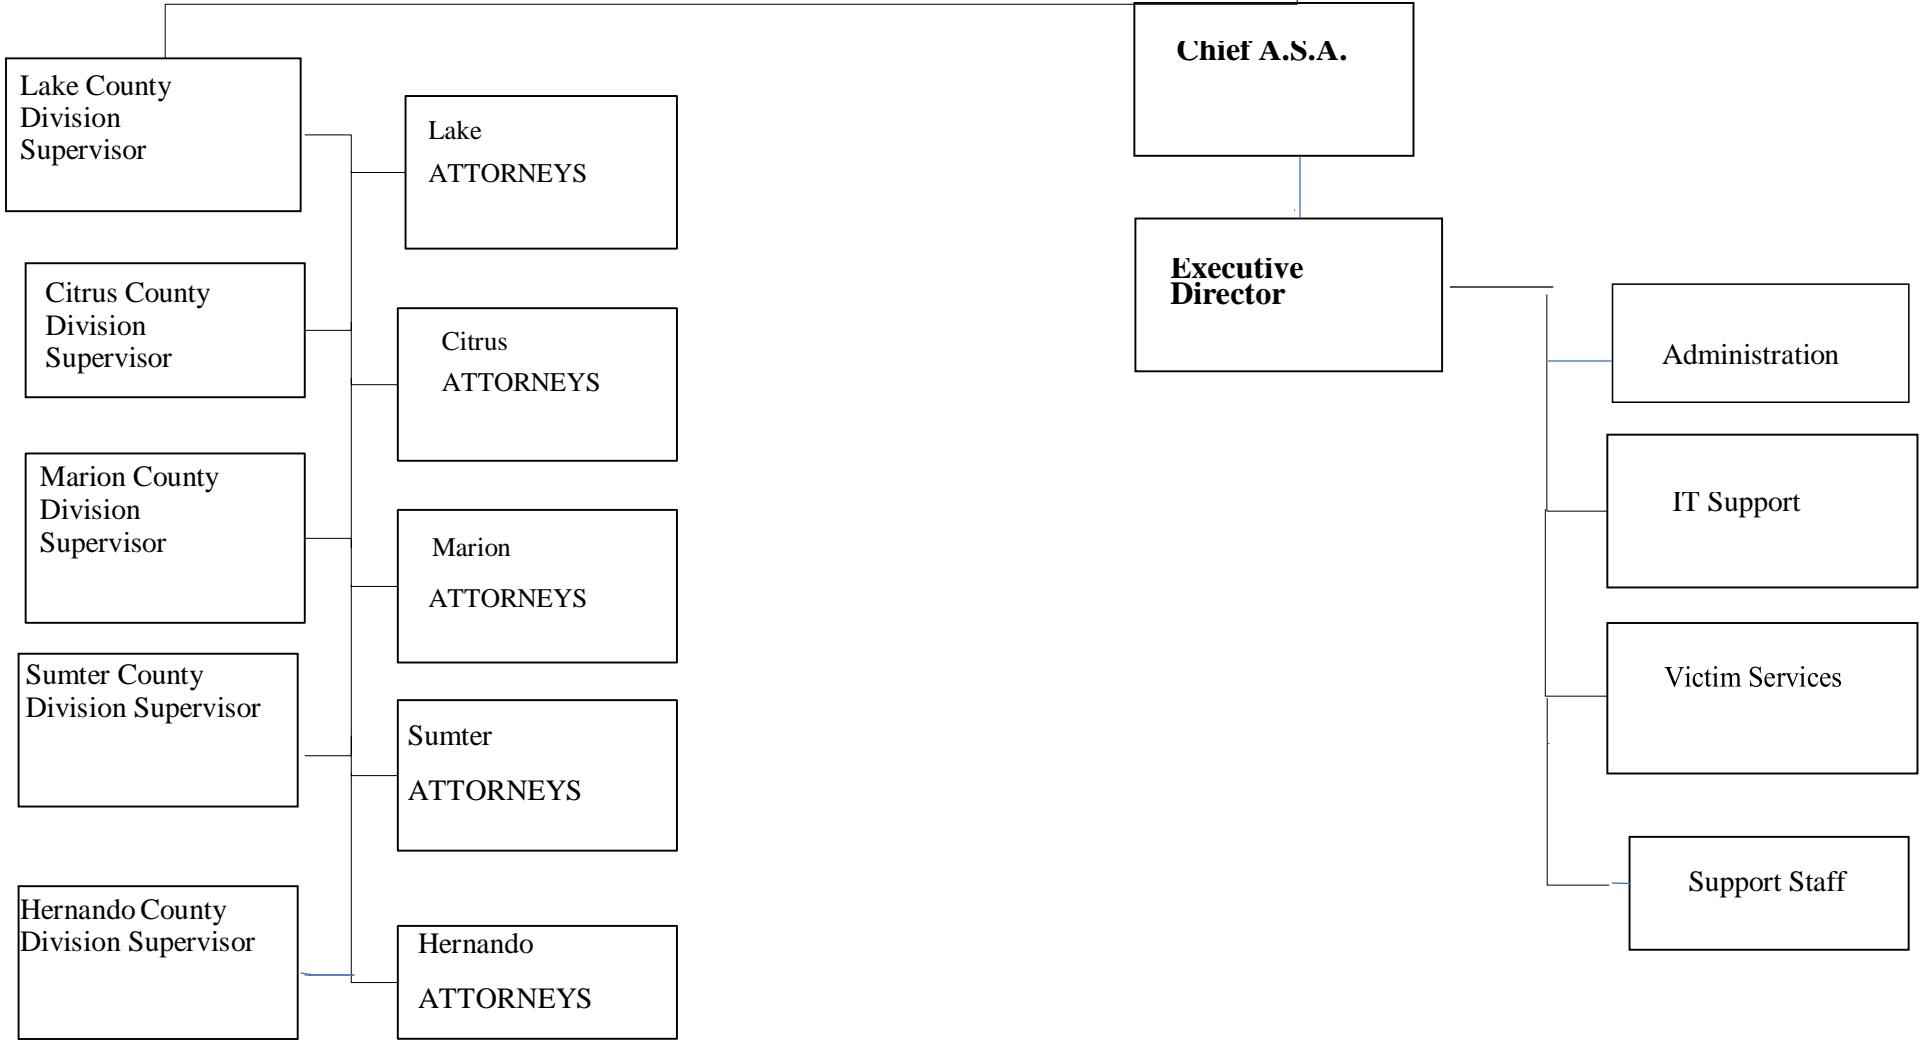 Chief A.S.A.
Lake County
Division
Supervisor
Lake
ATTORNEYS
Executive
Director
Citrus County
Division
Supervisor
Citrus
ATTORNEYS
Administration
Marion County
Division
Supervisor
Marion
ATTORNEYS
IT Support
Sumter County
Division Supervisor
Sumter
ATTORNEYS
Victim Services
Hernando County
Division Supervisor
Hernando
ATTORNEYS
Support Staff